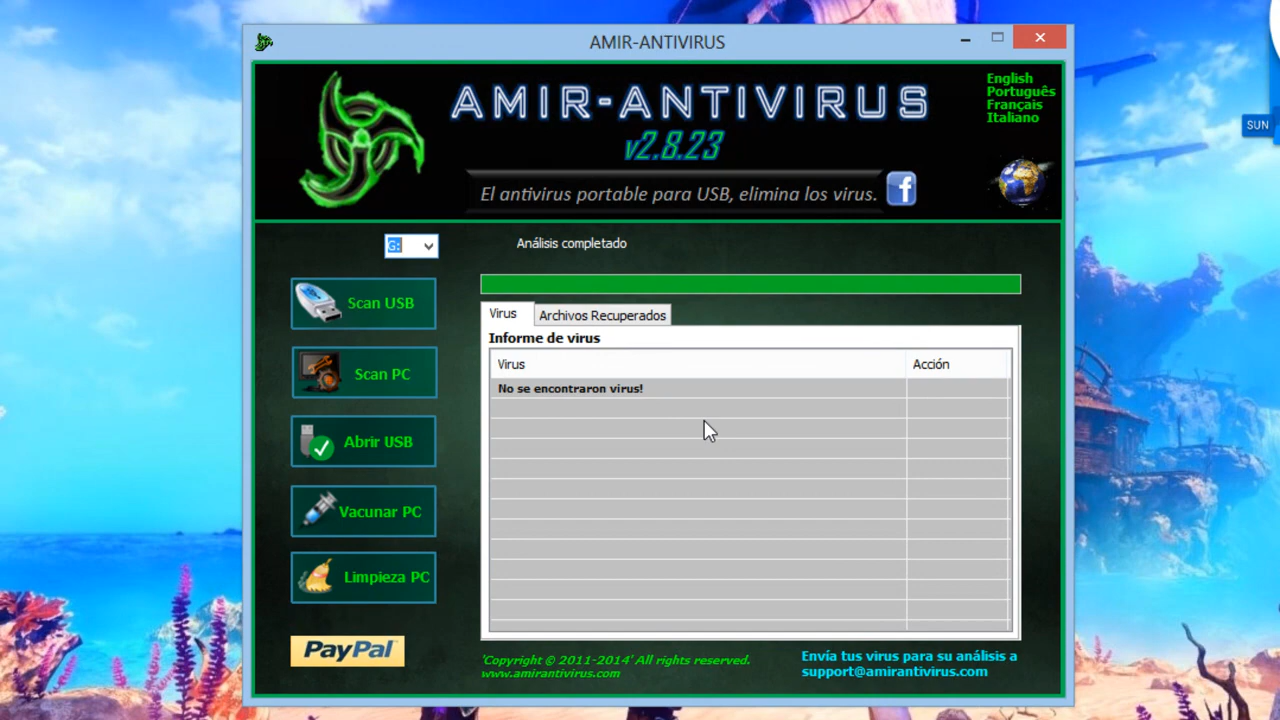 AMIR-ANTIVIRUS
AMIR-ANTIVIRUS
v2.8.23
El antivirus portable para USB, elimina los virus.
f
English
Português
Français
Italiano
SUN
G:
Análisis completado
Scan USB
Scan PC
Abrir USB
Vacunar PC
Limpieza PC
PayPal
Virus
Archivos Recuperados
Informe de virus
Virus Acción
No se encontraron virus!
'Copyright © 2011-2014' All rights reserved.
www.amirantivirus.com
Envía tus virus para su análisis a
support@amirantivirus.com